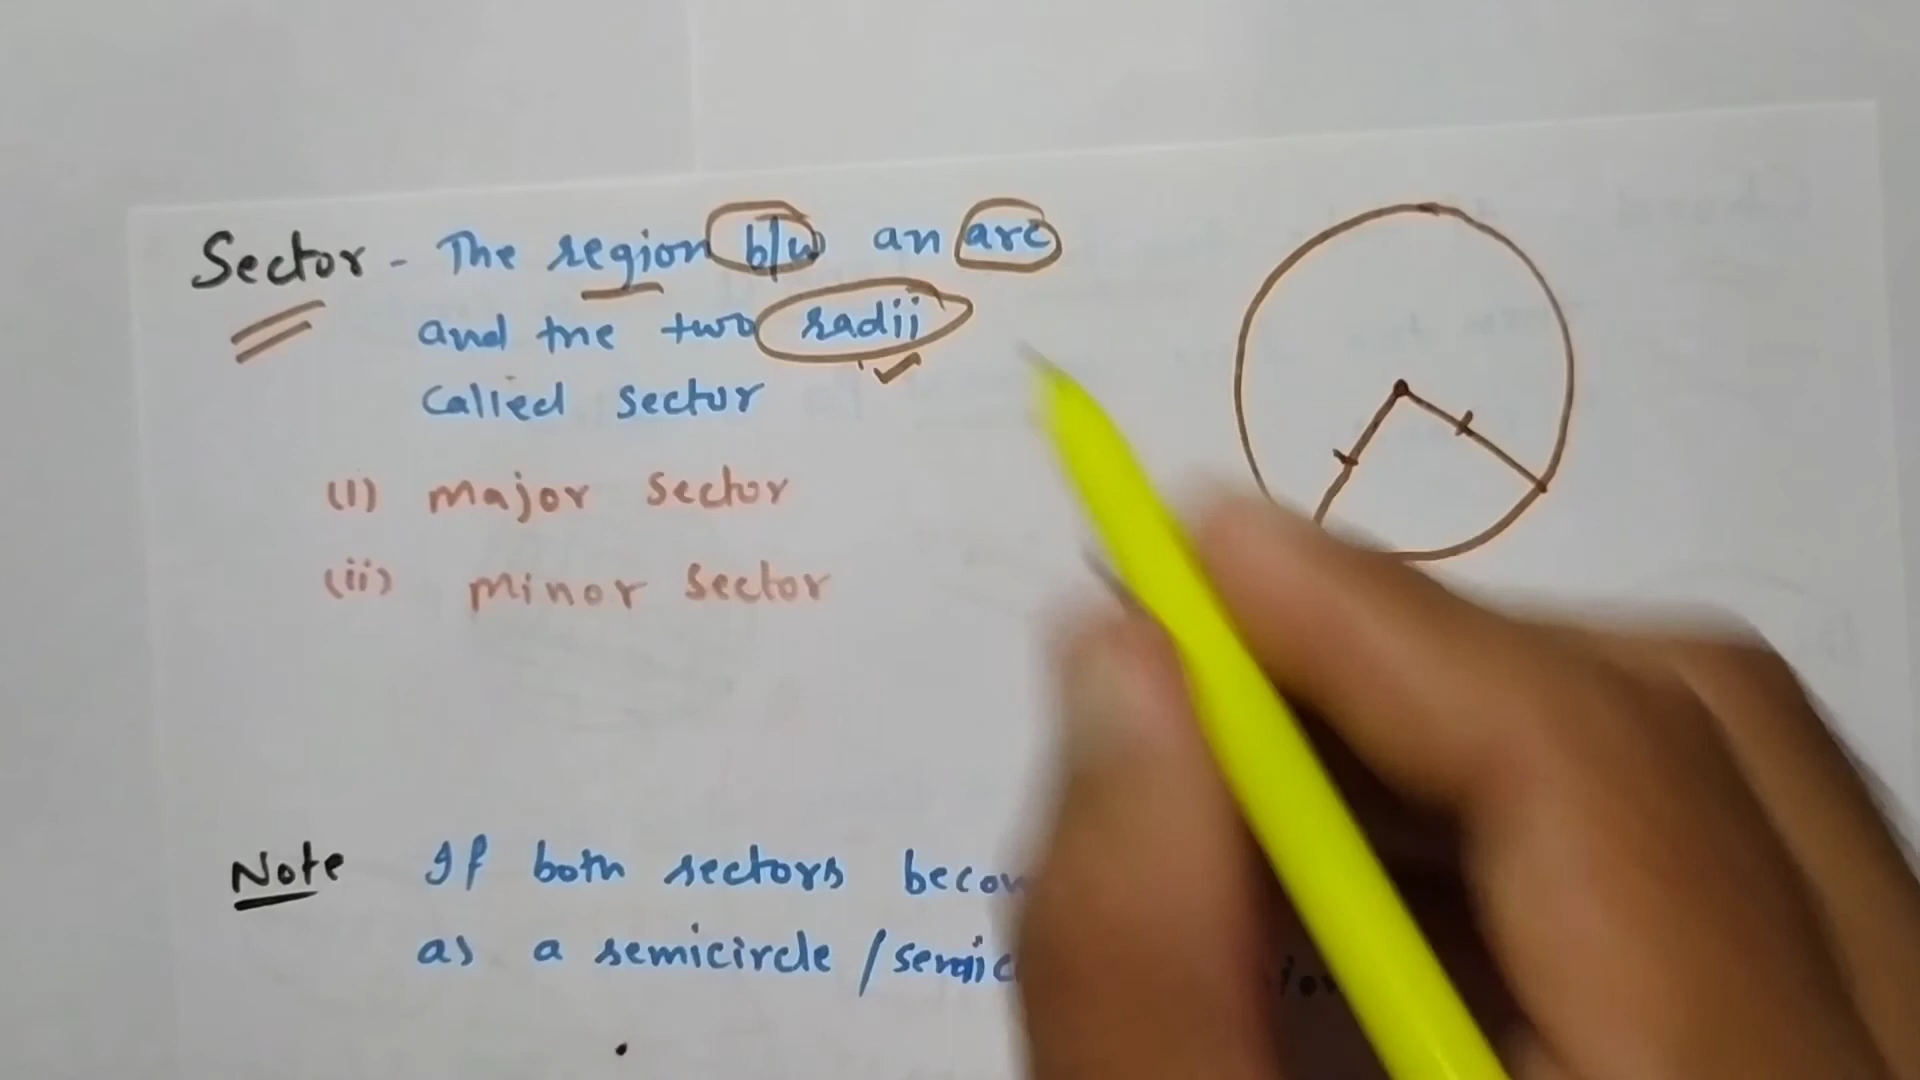 Sector - The region b/w an arc
and the two radii
called sector
(i) Major sector
(ii) Minor sector
Note If both sectors
as a semicircle /